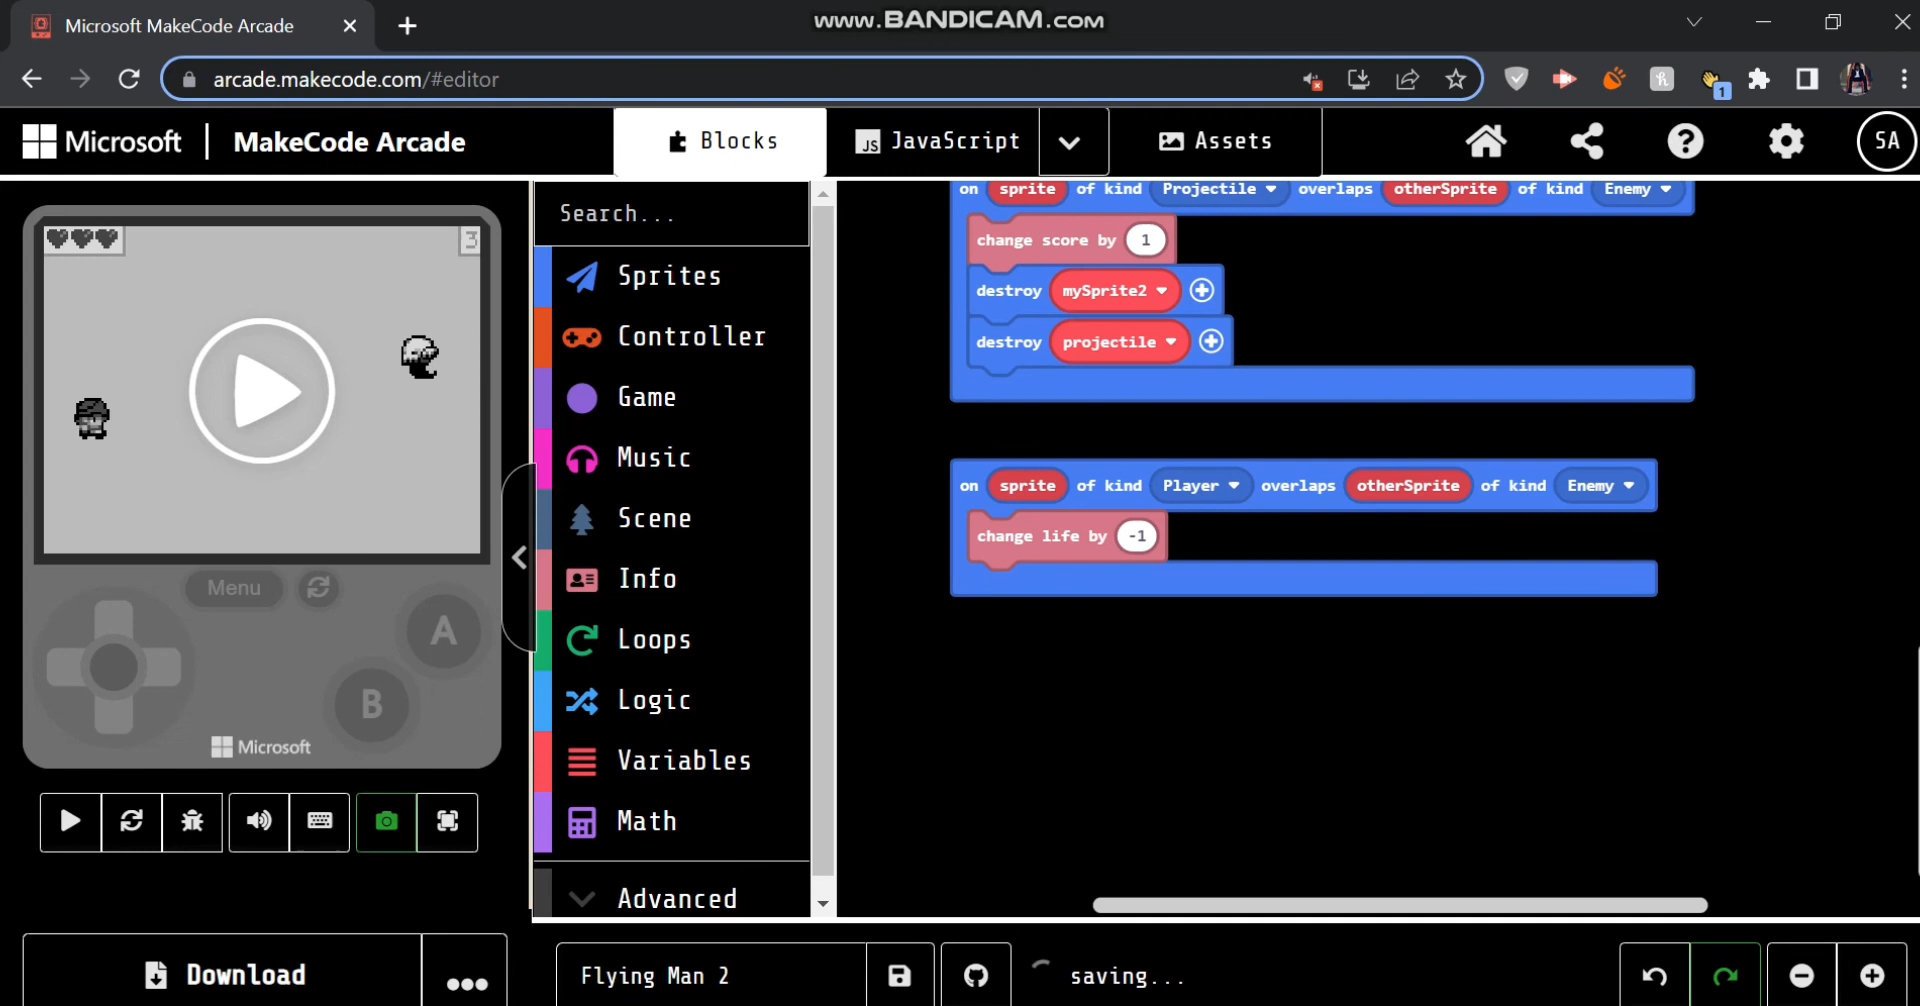 Microsoft MakeCode Arcade
www.BANDICAM.com
arcade.makecode.com/#editor
1
Microsoft
MakeCode Arcade
Blocks
JS JavaScript
Assets
SA
3
Menu
A
B
Microsoft
Search...
Sprites
Controller
Game
Music
Scene
Info
Loops
Logic
Variables
Math
Advanced
on sprite of kind Projectile overlaps otherSprite of kind Enemy
change score by 1
destroy mySprite2
destroy projectile
on sprite of kind Player overlaps otherSprite of kind Enemy
change life by -1
Download
Flying Man 2
saving...